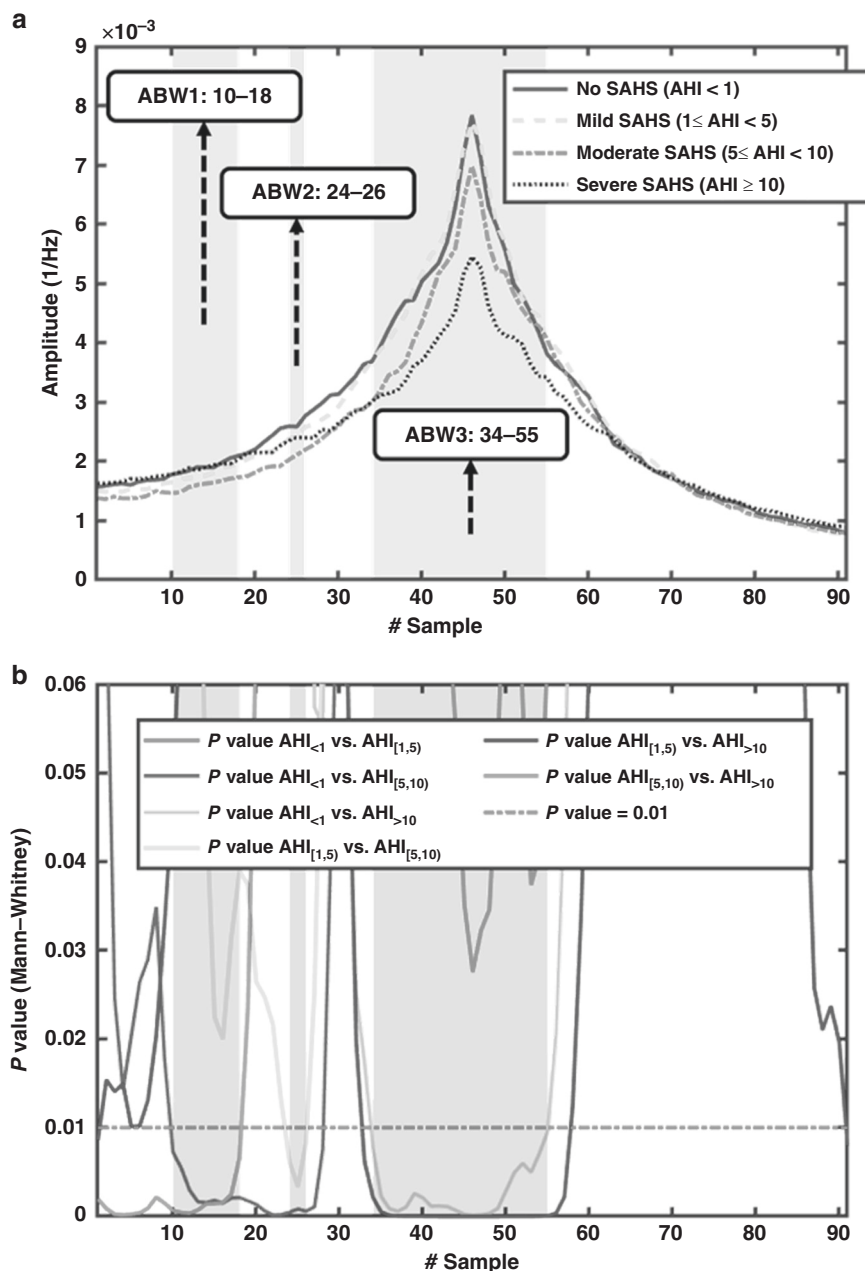 a
×10⁻³
9
8
7
6
5
4
3
2
1
0
Amplitude (1/Hz)
ABW1: 10–18
ABW2: 24–26
ABW3: 34–55
No SAHS (AHI < 1)
Mild SAHS (1≤ AHI < 5)
Moderate SAHS (5≤ AHI < 10)
Severe SAHS (AHI ≥ 10)
10 20 30 40 50 60 70 80 90
# Sample
b
0.06
0.05
0.04
0.03
0.02
0.01
0
P value (Mann–Whitney)
P value AHI<1 vs. AHI[1,5)
P value AHI<1 vs. AHI[5,10)
P value AHI<1 vs. AHI>10
P value AHI[1,5) vs. AHI[5,10)
P value AHI[1,5) vs. AHI>10
P value AHI[5,10) vs. AHI>10
P value = 0.01
10 20 30 40 50 60 70 80 90
# Sample